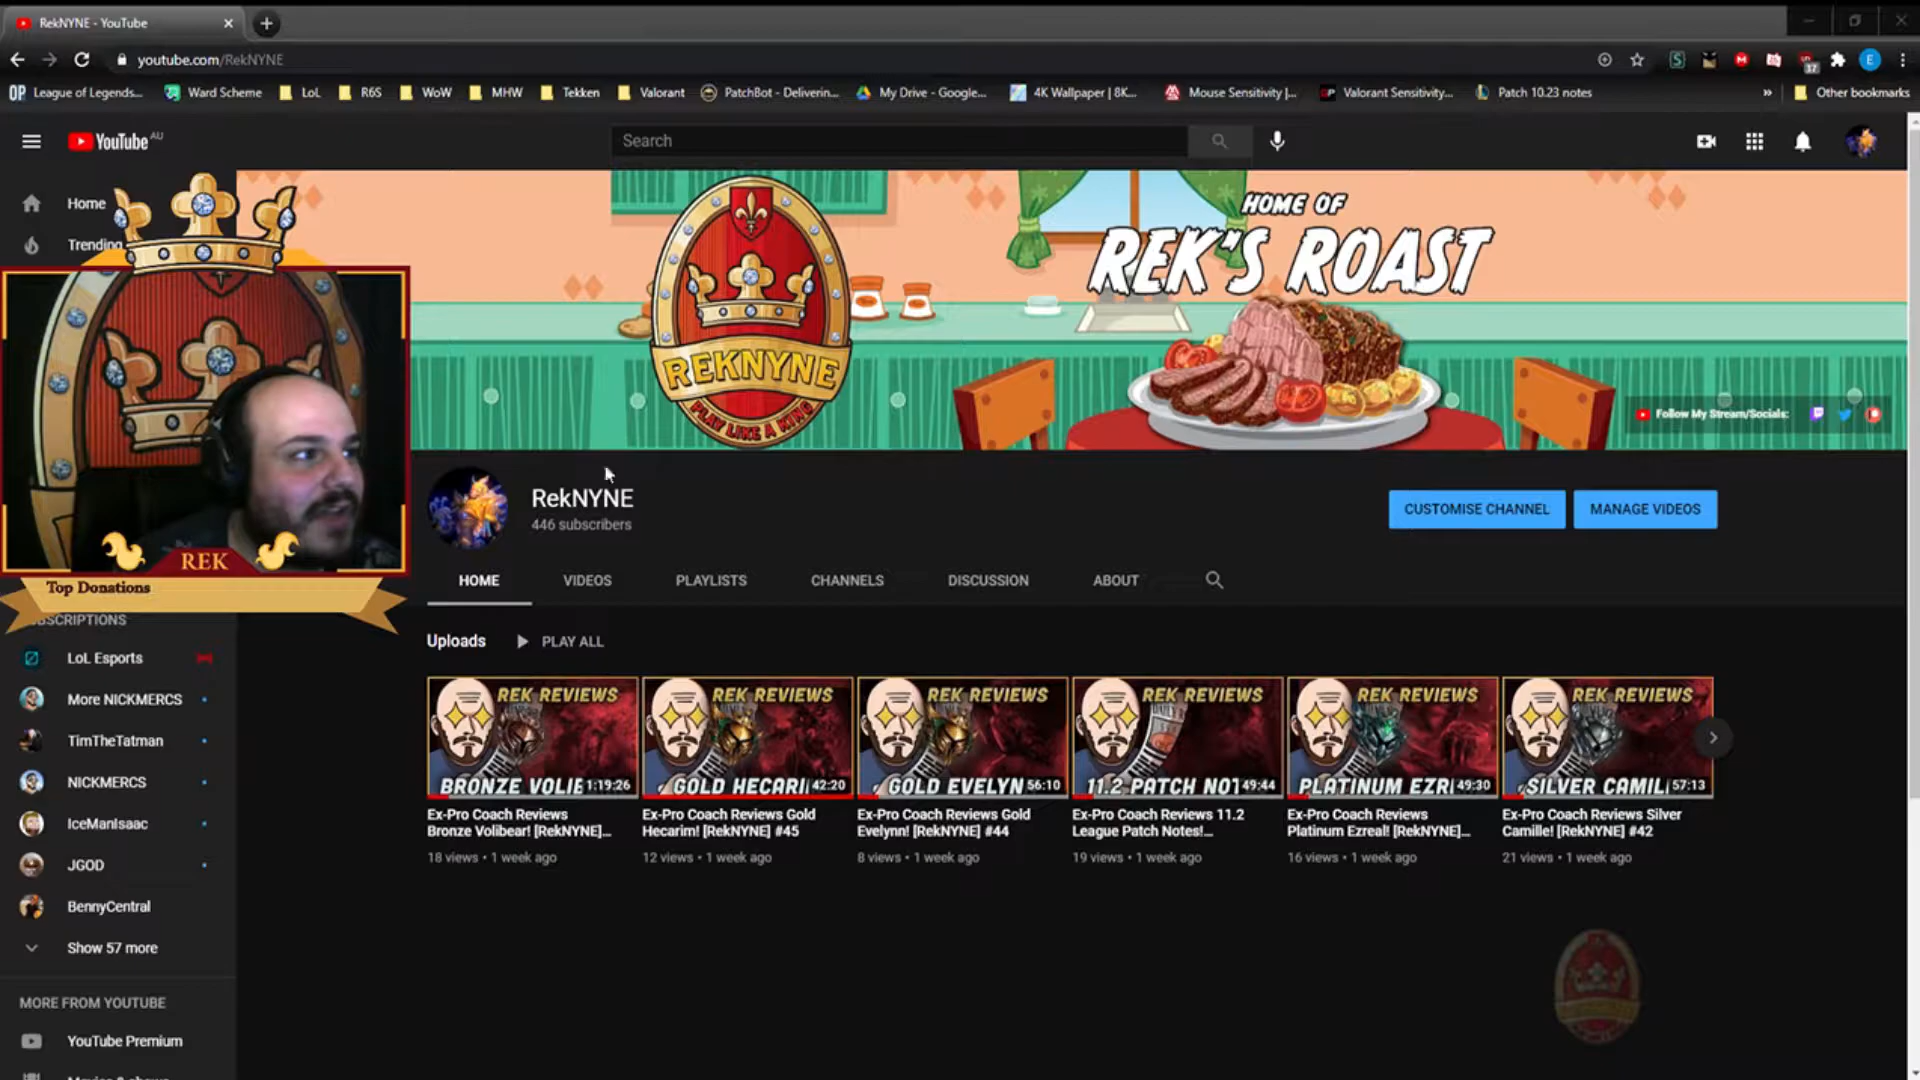 RekNYNE - YouTube
youtube.com/RekNYNE
League of Legends...
Ward Scheme
LoL
R6S
WoW
MHW
Tekken
Valorant
PatchBot - Deliverin...
My Drive - Google...
4K Wallpaper | 8K...
Mouse Sensitivity |...
Valorant Sensitivity...
Patch 10.23 notes
Other bookmarks
17
E
YouTube AU
Search
Home
Trending
HOME OF
REK'S ROAST
REKNYNE
PLAY LIKE A KING
Follow My Stream/Socials:
REK
Top Donations
RekNYNE
446 subscribers
CUSTOMISE CHANNEL
MANAGE VIDEOS
HOME
VIDEOS
PLAYLISTS
CHANNELS
DISCUSSION
ABOUT
Uploads
PLAY ALL
LoL Esports
More NICKMERCS
TimTheTatman
NICKMERCS
IceManIsaac
JGOD
BennyCentral
Show 57 more
MORE FROM YOUTUBE
YouTube Premium
REK REVIEWS
BRONZE VOLIB
1:19:26
Ex-Pro Coach Reviews
Bronze Volibear! [RekNYNE]...
18 views • 1 week ago
REK REVIEWS
GOLD HECARI
42:20
Ex-Pro Coach Reviews Gold
Hecarim! [RekNYNE] #45
12 views • 1 week ago
REK REVIEWS
GOLD EVELYN
56:10
Ex-Pro Coach Reviews Gold
Evelynn! [RekNYNE] #44
8 views • 1 week ago
REK REVIEWS
11.2 PATCH NOT
49:44
Ex-Pro Coach Reviews 11.2
League Patch Notes!...
19 views • 1 week ago
REK REVIEWS
PLATINUM EZR
49:30
Ex-Pro Coach Reviews
Platinum Ezreal! [RekNYNE]...
16 views • 1 week ago
REK REVIEWS
SILVER CAMIL
57:13
Ex-Pro Coach Reviews Silver
Camille! [RekNYNE] #42
21 views • 1 week ago